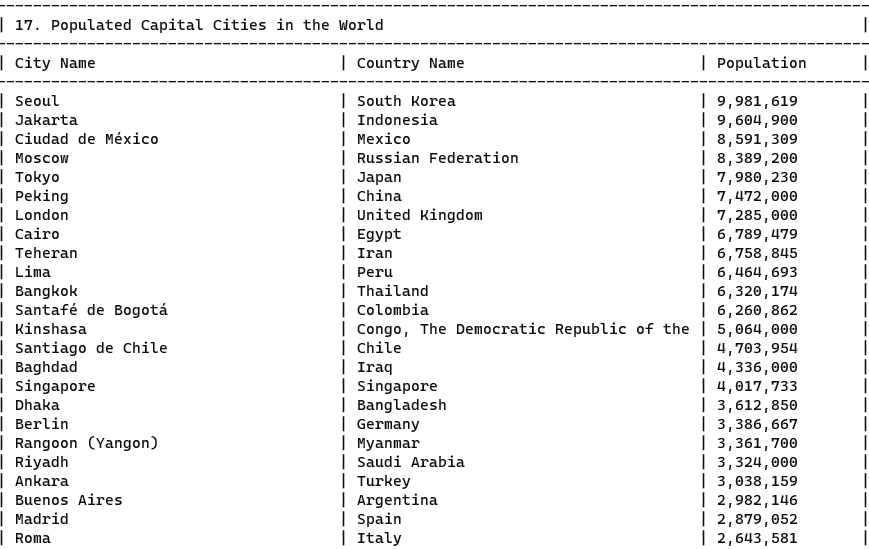 17. Populated Capital Cities in the World
City Name | Country Name | Population
Seoul | South Korea | 9,981,619
Jakarta | Indonesia | 9,604,900
Ciudad de México | Mexico | 8,591,309
Moscow | Russian Federation | 8,389,200
Tokyo | Japan | 7,980,230
Peking | China | 7,472,000
London | United Kingdom | 7,285,000
Cairo | Egypt | 6,789,479
Teheran | Iran | 6,758,845
Lima | Peru | 6,464,693
Bangkok | Thailand | 6,320,174
Santafé de Bogotá | Colombia | 6,260,862
Kinshasa | Congo, The Democratic Republic of the | 5,064,000
Santiago de Chile | Chile | 4,703,954
Baghdad | Iraq | 4,336,000
Singapore | Singapore | 4,017,733
Dhaka | Bangladesh | 3,612,850
Berlin | Germany | 3,386,667
Rangoon (Yangon) | Myanmar | 3,361,700
Riyadh | Saudi Arabia | 3,324,000
Ankara | Turkey | 3,038,159
Buenos Aires | Argentina | 2,982,146
Madrid | Spain | 2,879,052
Roma | Italy | 2,643,581